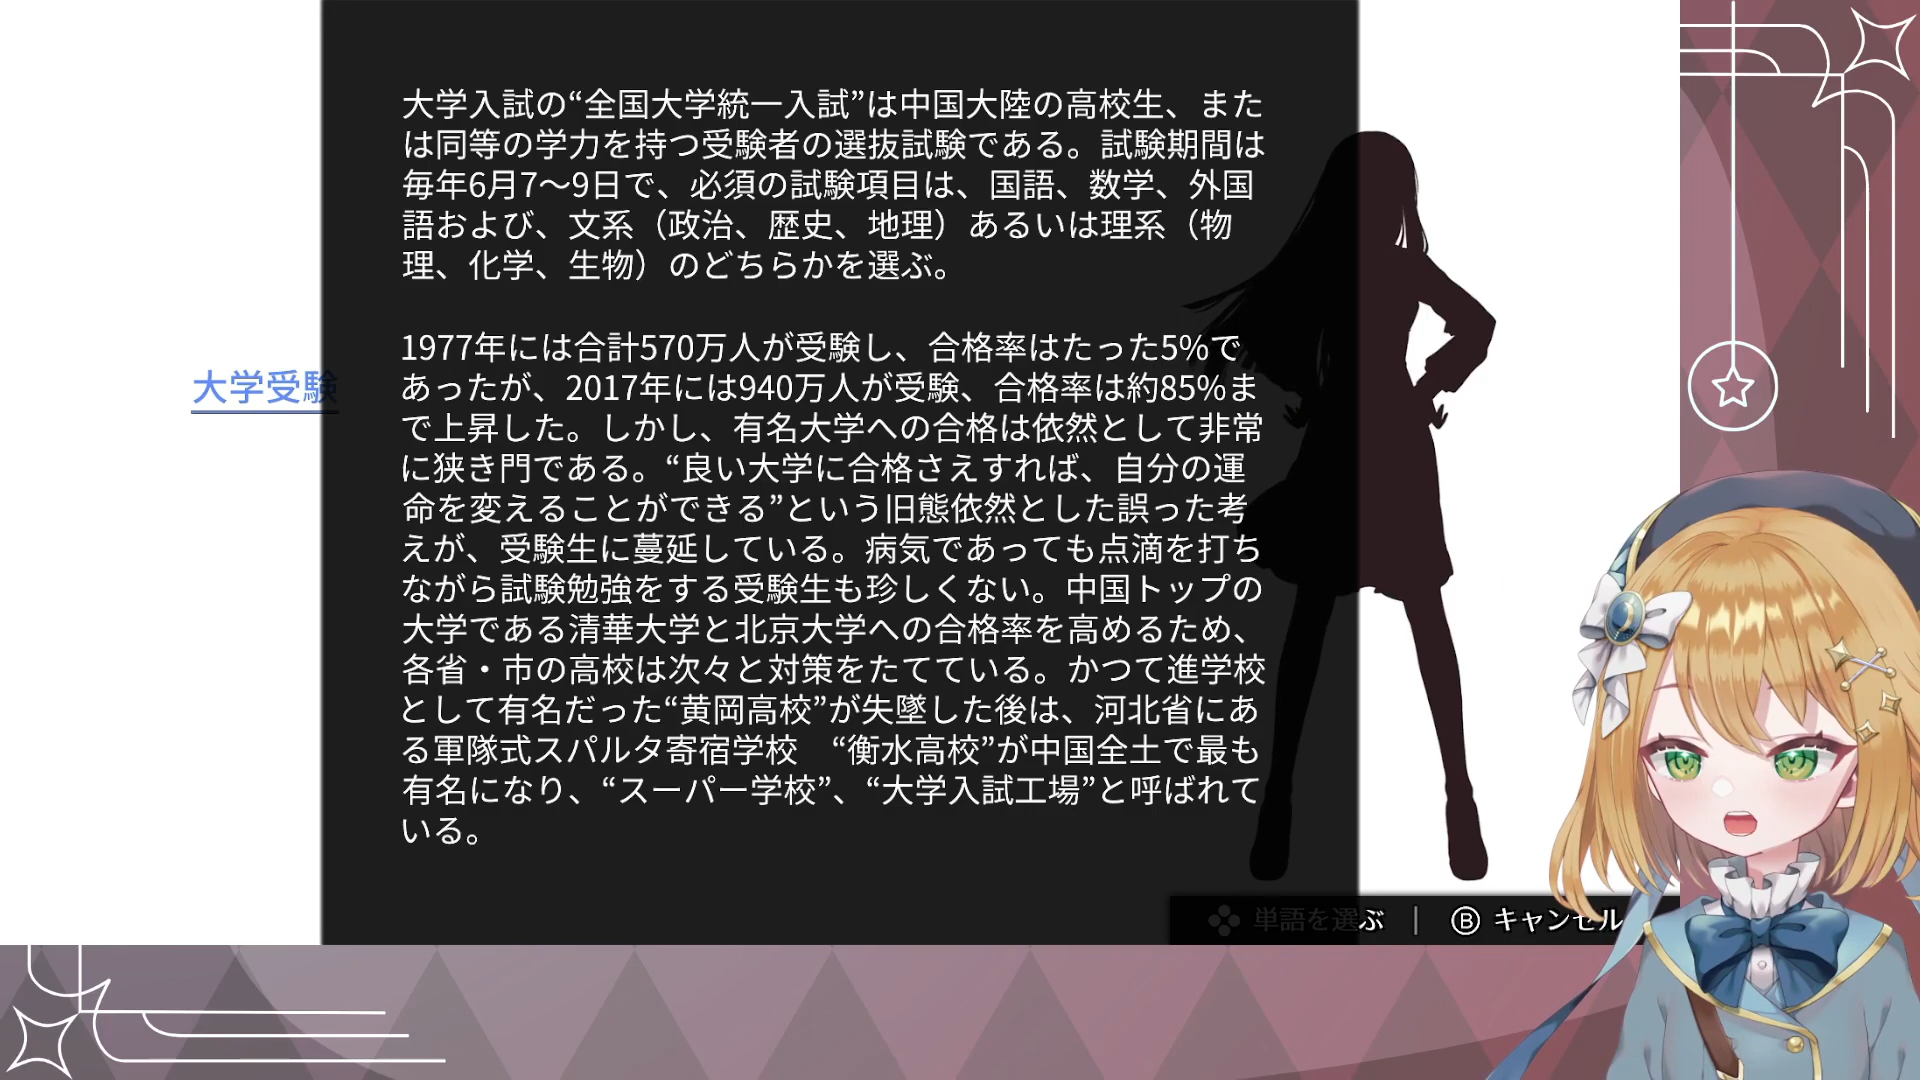 大学入試の“全国大学統一入試”は中国大陸の高校生、また
は同等の学力を持つ受験者の選抜試験である。試験期間は
毎年6月7～9日で、必須の試験項目は、国語、数学、外国
語および、文系（政治、歴史、地理）あるいは理系（物
理、化学、生物）のどちらかを選ぶ。
1977年には合計570万人が受験し、合格率はたった5%で
あったが、2017年には940万人が受験、合格率は約85%ま
で上昇した。しかし、有名大学への合格は依然として非常
に狭き門である。“良い大学に合格さえすれば、自分の運
命を変えることができる”という旧態依然とした誤った考
えが、受験生に蔓延している。病気であっても点滴を打ち
ながら試験勉強をする受験生も珍しくない。中国トップの
大学である清華大学と北京大学への合格率を高めるため、
各省・市の高校は次々と対策をたてている。かつて進学校
として有名だった“黄岡高校”が失墜した後は、河北省にあ
る軍隊式スパルタ寄宿学校　“衡水高校”が中国全土で最も
有名になり、“スーパー学校”、“大学入試工場”と呼ばれて
いる。
大学受験
単語を選ぶ | Ⓑ キャンセル